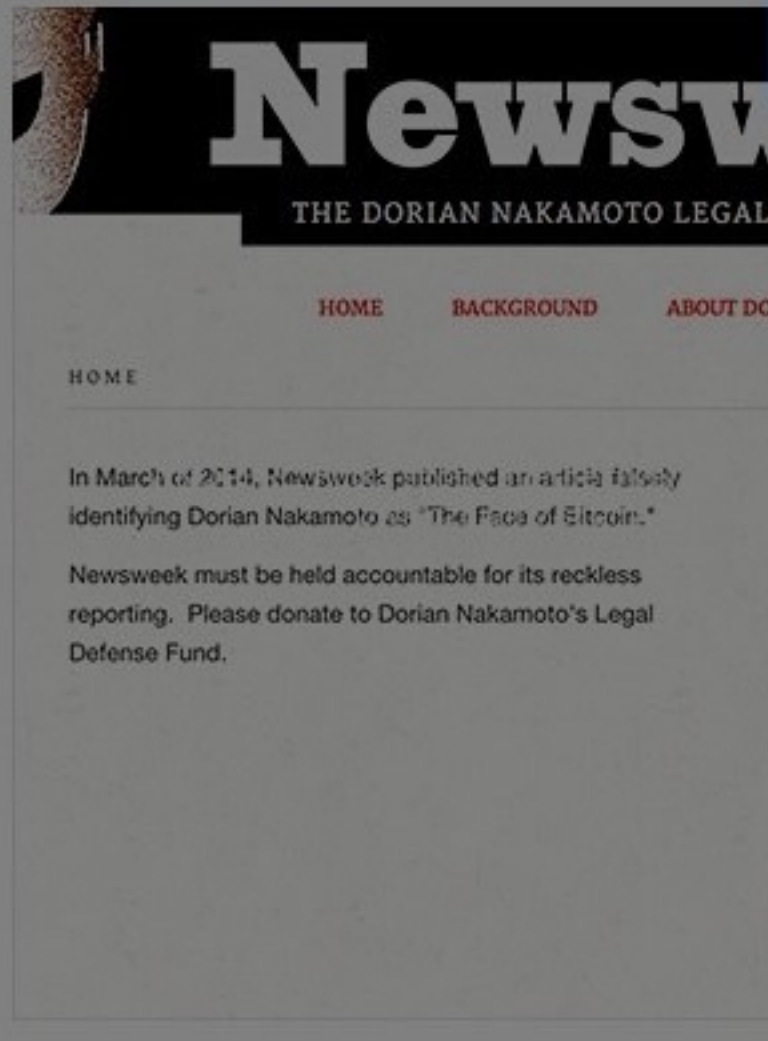 Newsw
THE DORIAN NAKAMOTO LEGAL
HOME BACKGROUND ABOUT DO
HOME
In March of 2014, Newsweek published an article falsely
identifying Dorian Nakamoto as "The Face of Bitcoin."
Newsweek must be held accountable for its reckless
reporting. Please donate to Dorian Nakamoto's Legal
Defense Fund.